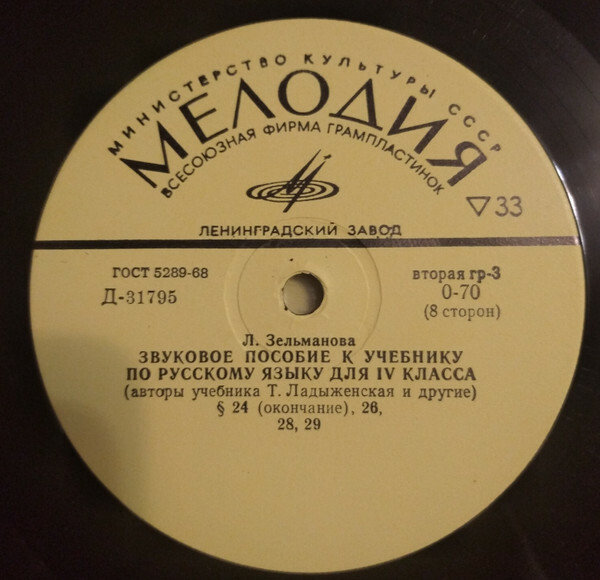 МИНИСТЕРСТВО КУЛЬТУРЫ СССР
МЕЛОДИЯ
ВСЕСОЮЗНАЯ ФИРМА ГРАМПЛАСТИНОК
▽33
ЛЕНИНГРАДСКИЙ ЗАВОД
ГОСТ 5289-68
Д-31795
вторая гр-3
0-70
(8 сторон)
Л. Зельманова
ЗВУКОВОЕ ПОСОБИЕ К УЧЕБНИКУ
ПО РУССКОМУ ЯЗЫКУ ДЛЯ IV КЛАССА
(авторы учебника Т. Ладыженская и другие)
§ 24 (окончание), 26,
28, 29